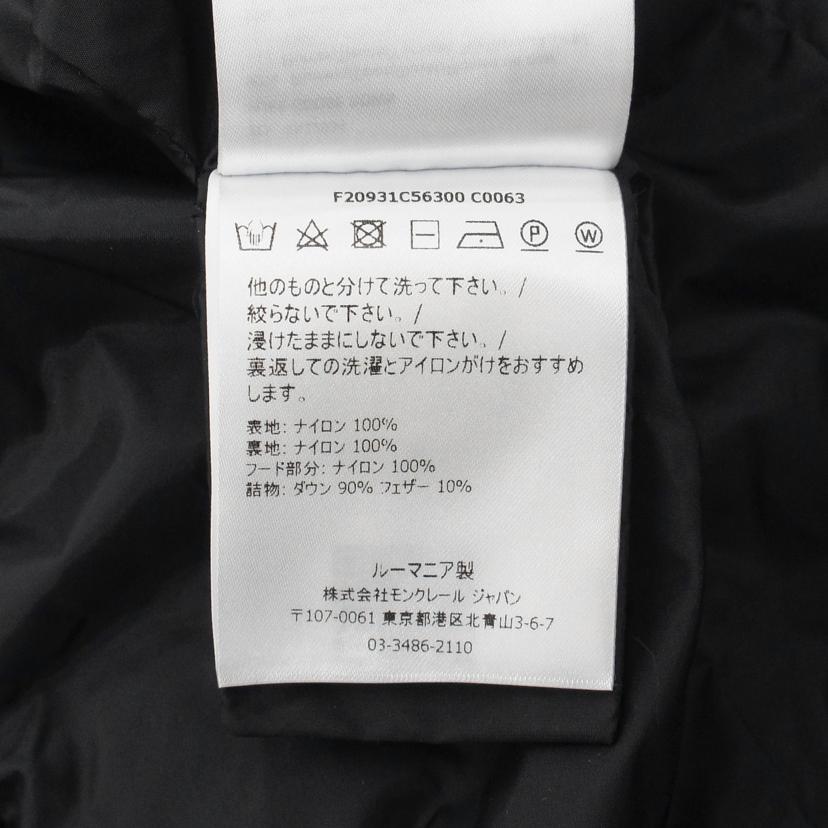 F20931C56300 C0063
P W
他のものと分けて洗って下さい。/
絞らないで下さい。/
浸けたままにしないで下さい。/
裏返しての洗濯とアイロンがけをおすすめ
します。
表地: ナイロン 100%
裏地: ナイロン 100%
フード部分: ナイロン 100%
詰物: ダウン 90% フェザー 10%
ルーマニア製
株式会社モンクレール ジャパン
〒107-0061 東京都港区北青山3-6-7
03-3486-2110